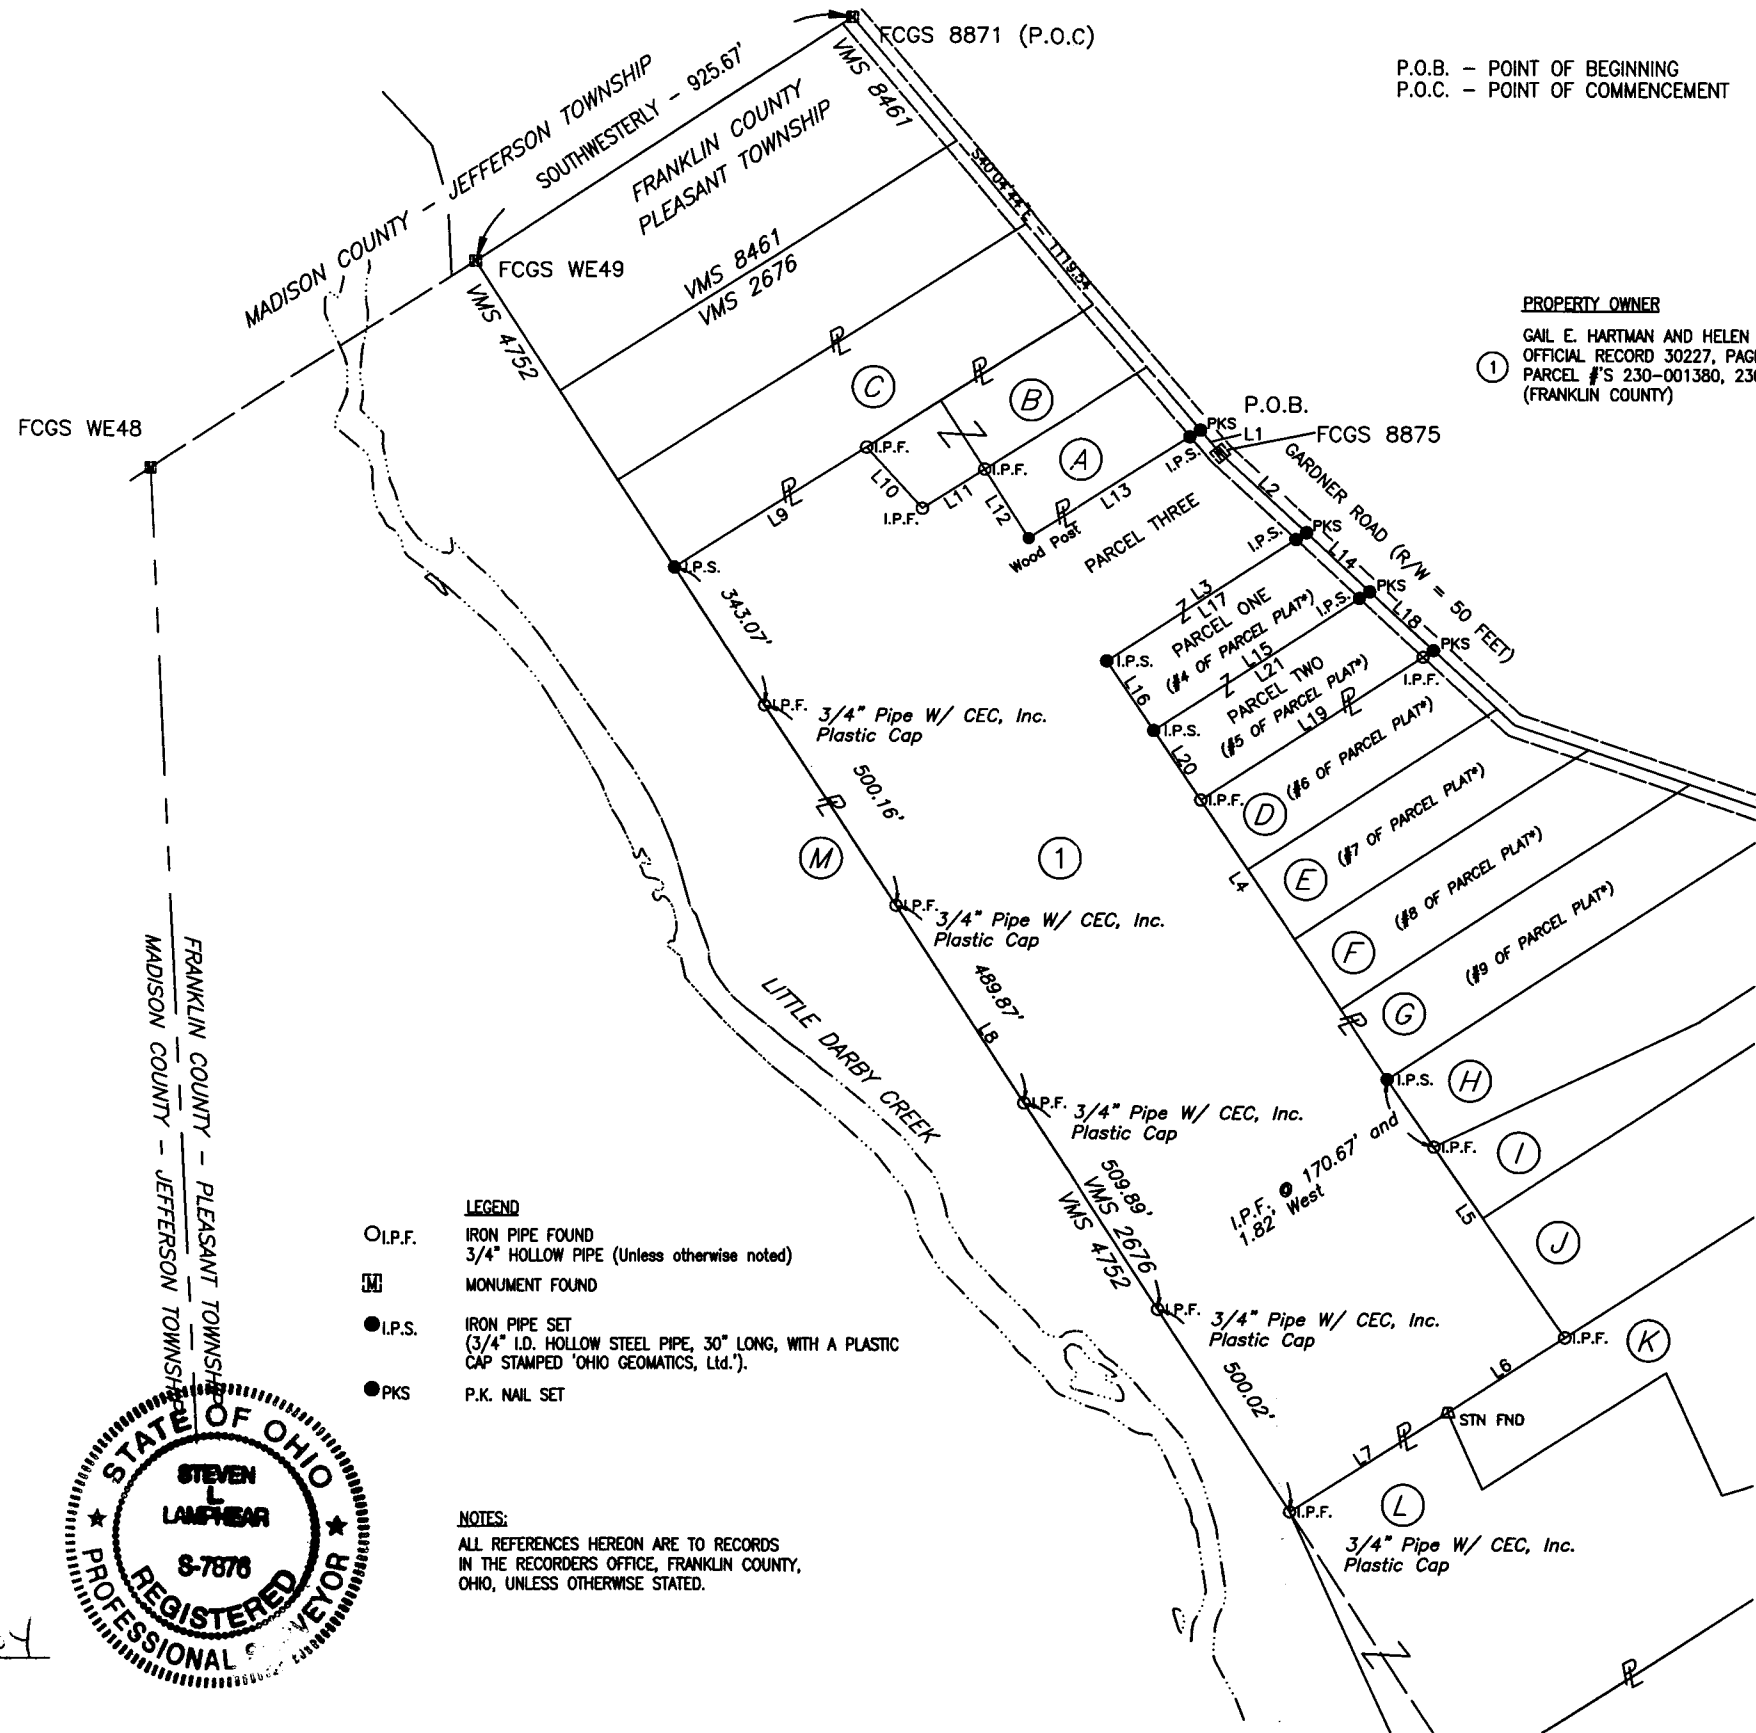 FCGS 8871 (P.O.C)
P.O.B. - POINT OF BEGINNING
P.O.C. - POINT OF COMMENCEMENT
MADISON COUNTY - JEFFERSON TOWNSHIP
SOUTHWESTERLY - 925.67'
FRANKLIN COUNTY
PLEASANT TOWNSHIP
VMS 8461
S40°04'44"E - 1119.54
FCGS WE49
VMS 8461
VMS 2676
VMS 4752
PROPERTY OWNER
GAIL E. HARTMAN AND HELEN
OFFICIAL RECORD 30227, PAG
1
PARCEL #'S 230-001380, 23
(FRANKLIN COUNTY)
FCGS WE48
C
B
A
P.O.B.
PKS
L1
FCGS 8875
I.P.S.
I.P.F.
I.P.F.
L10
L11
L12
L13
I.P.F.
L9
Wood Post
PARCEL THREE
L2
GARDNER ROAD (R/W = 50 FEET)
PKS
I.P.S.
L14
PKS
I.P.S.
L18
PKS
I.P.F.
L3
L17
PARCEL ONE
(#4 OF PARCEL PLAT*)
I.P.S.
L16
L15
L21
PARCEL TWO
(#5 OF PARCEL PLAT*)
I.P.S.
L20
L19
(#6 OF PARCEL PLAT*)
I.P.F.
D
I.P.S.
343.07'
I.P.F.
3/4" Pipe W/ CEC, Inc.
Plastic Cap
500.16'
M
1
L4
E
(#7 OF PARCEL PLAT*)
F
(#8 OF PARCEL PLAT*)
G
(#9 OF PARCEL PLAT*)
I.P.F.
3/4" Pipe W/ CEC, Inc.
Plastic Cap
489.87'
L8
LITTLE DARBY CREEK
FRANKLIN COUNTY - PLEASANT TOWNSHIP
MADISON COUNTY - JEFFERSON TOWNSHIP
I.P.F.
3/4" Pipe W/ CEC, Inc.
Plastic Cap
I.P.S.
H
I.P.F.
I
I.P.F. @ 170.67' and
1.82' West
509.89'
VMS 2676
VMS 4752
L5
J
I.P.F.
3/4" Pipe W/ CEC, Inc.
Plastic Cap
I.P.F.
K
L6
500.02'
STN FND
L7
L
I.P.F.
3/4" Pipe W/ CEC, Inc.
Plastic Cap
LEGEND
I.P.F.
IRON PIPE FOUND
3/4" HOLLOW PIPE (Unless otherwise noted)
M
MONUMENT FOUND
I.P.S.
IRON PIPE SET
(3/4" I.D. HOLLOW STEEL PIPE, 30" LONG, WITH A PLASTIC
CAP STAMPED 'OHIO GEOMATICS, Ltd.').
PKS
P.K. NAIL SET
STATE OF OHIO
STEVEN
L.
LAMPHEAR
S-7876
REGISTERED
PROFESSIONAL SURVEYOR
NOTES:
ALL REFERENCES HEREON ARE TO RECORDS
IN THE RECORDERS OFFICE, FRANKLIN COUNTY,
OHIO, UNLESS OTHERWISE STATED.